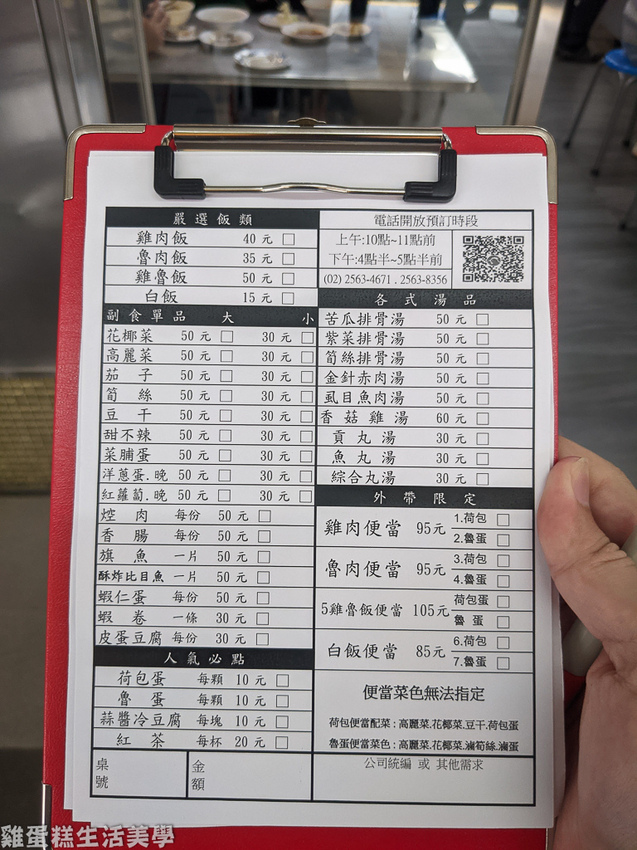 嚴選飯類
雞肉飯 40元 □
魯肉飯 35元 □
雞魯飯 50元 □
白飯 15元 □
副食單品 大 小
花椰菜 50元 □ 30元 □
高麗菜 50元 □ 30元 □
茄子 50元 □ 30元 □
筍絲 50元 □ 30元 □
豆干 50元 □ 30元 □
甜不辣 50元 □ 30元 □
菜脯蛋 50元 □ 30元 □
洋蔥蛋.晚 50元 □ 30元 □
紅蘿蔔.晚 50元 □ 30元 □
焢肉 每份 50元 □
香腸 每份 50元 □
旗魚 一片 50元 □
酥炸比目魚 一片 50元 □
蝦仁蛋 每份 50元 □
蝦卷 一條 30元 □
皮蛋豆腐 每份 30元 □
人氣必點
荷包蛋 每顆 10元 □
魯蛋 每顆 10元 □
蒜醬冷豆腐 每塊 10元 □
紅茶 每杯 20元 □
桌號
金額
電話開放預訂時段
上午:10點~11點前
下午:4點半~5點半前
(02) 2563-4671 . 2563-8356
各式湯品
苦瓜排骨湯 50元 □
紫菜排骨湯 50元 □
筍絲排骨湯 50元 □
金針赤肉湯 50元 □
虱目魚肉湯 50元 □
香菇雞湯 60元 □
貢丸湯 30元 □
魚丸湯 30元 □
綜合丸湯 30元 □
外帶限定
雞肉便當 95元 1.荷包 □
2.魯蛋 □
魯肉便當 95元 3.荷包 □
4.魯蛋 □
5雞魯飯便當 105元 荷包蛋 □
魯蛋 □
白飯便當 85元 6.荷包 □
7.魯蛋 □
便當菜色無法指定
荷包便當配菜:高麗菜.花椰菜.豆干.荷包蛋
魯蛋便當菜色:高麗菜.花椰菜.滷筍絲.滷蛋
公司統編 或 其他需求
雞蛋糕生活美學